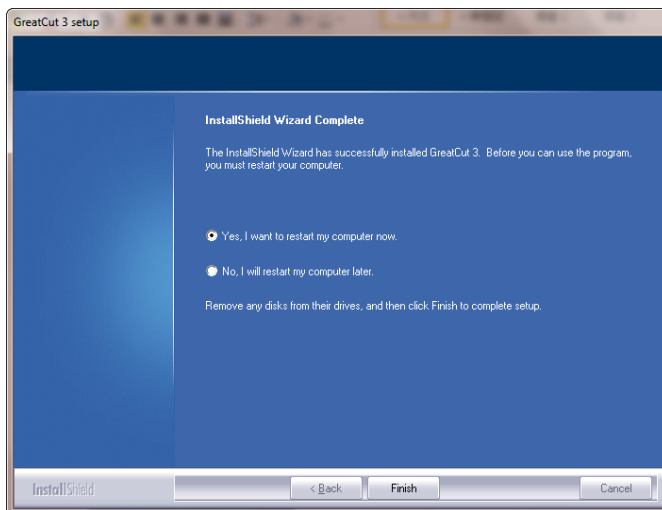 GreatCut 3 setup
InstallShield Wizard Complete
The InstallShield Wizard has successfully installed GreatCut 3.  Before you can use the program,
you must restart your computer.
Yes, I want to restart my computer now.
No, I will restart my computer later.
Remove any disks from their drives, and then click Finish to complete setup.
InstallShield
< Back
Finish
Cancel